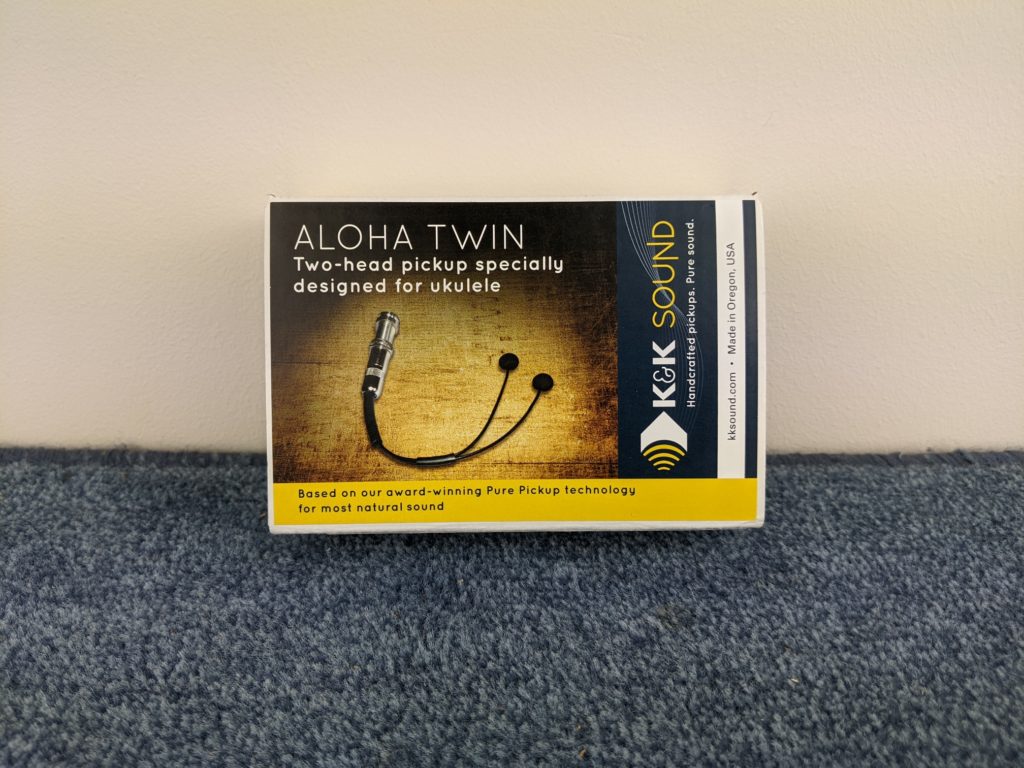 ALOHA TWIN
Two-head pickup specially
designed for ukulele
K&K SOUND
Handcrafted pickups. Pure sound.
kksound.com • Made in Oregon, USA
Based on our award-winning Pure Pickup technology
for most natural sound